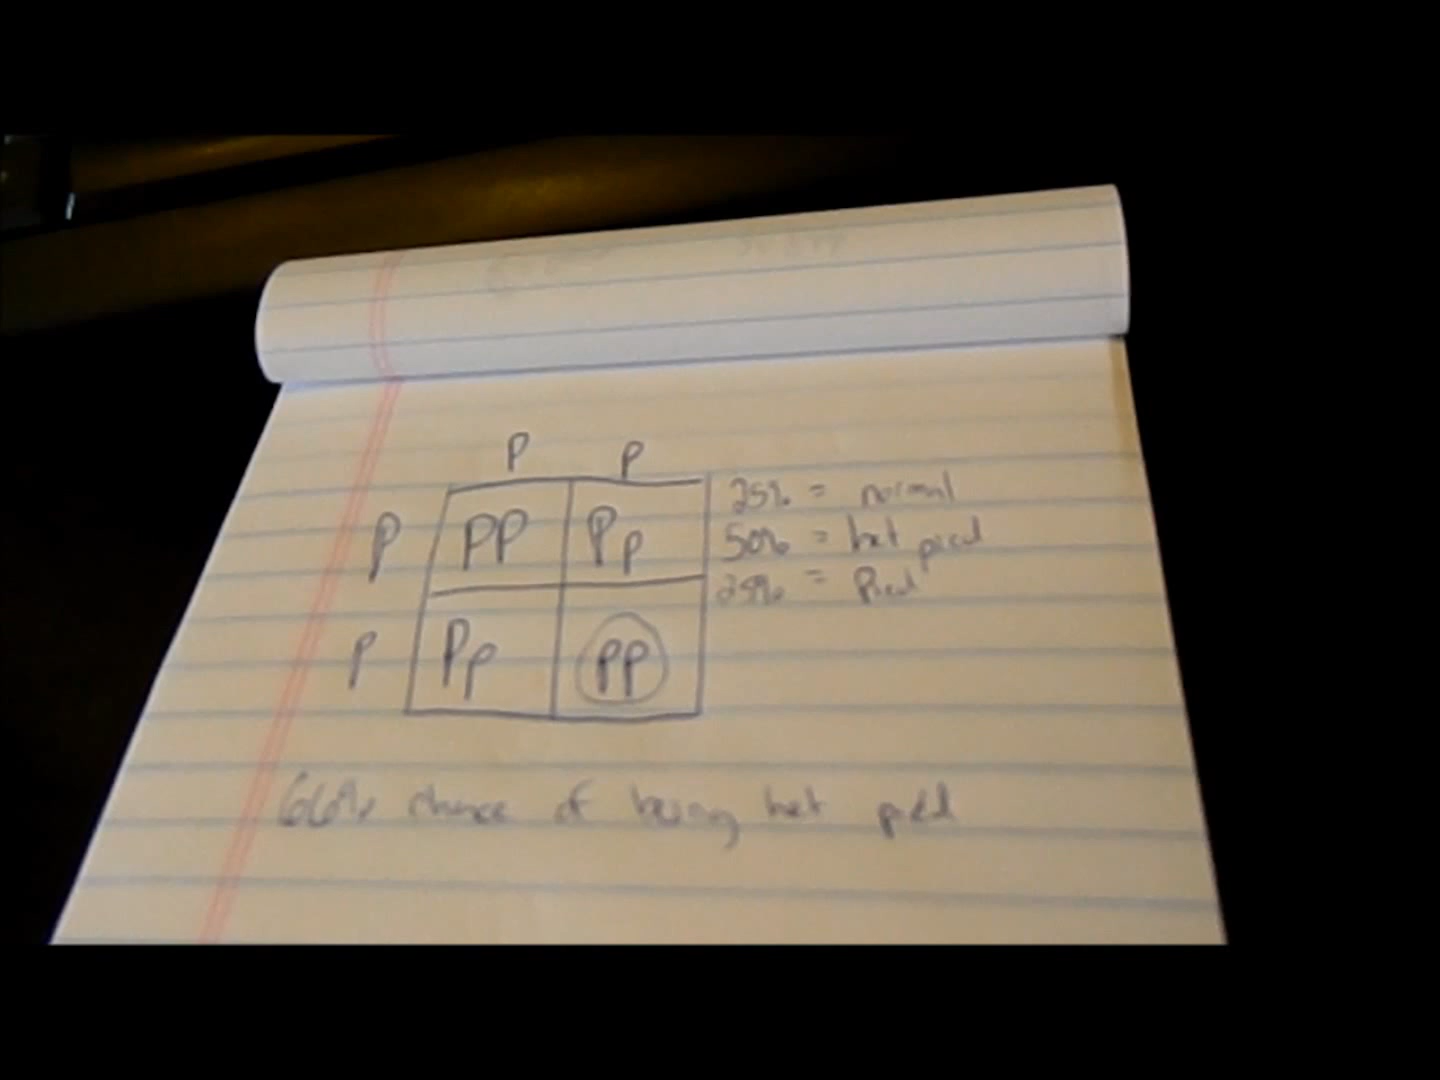 P p
P PP Pp
p Pp pp
25% = normal
50% = het pied
25% = Pied
66% chance of being het pied